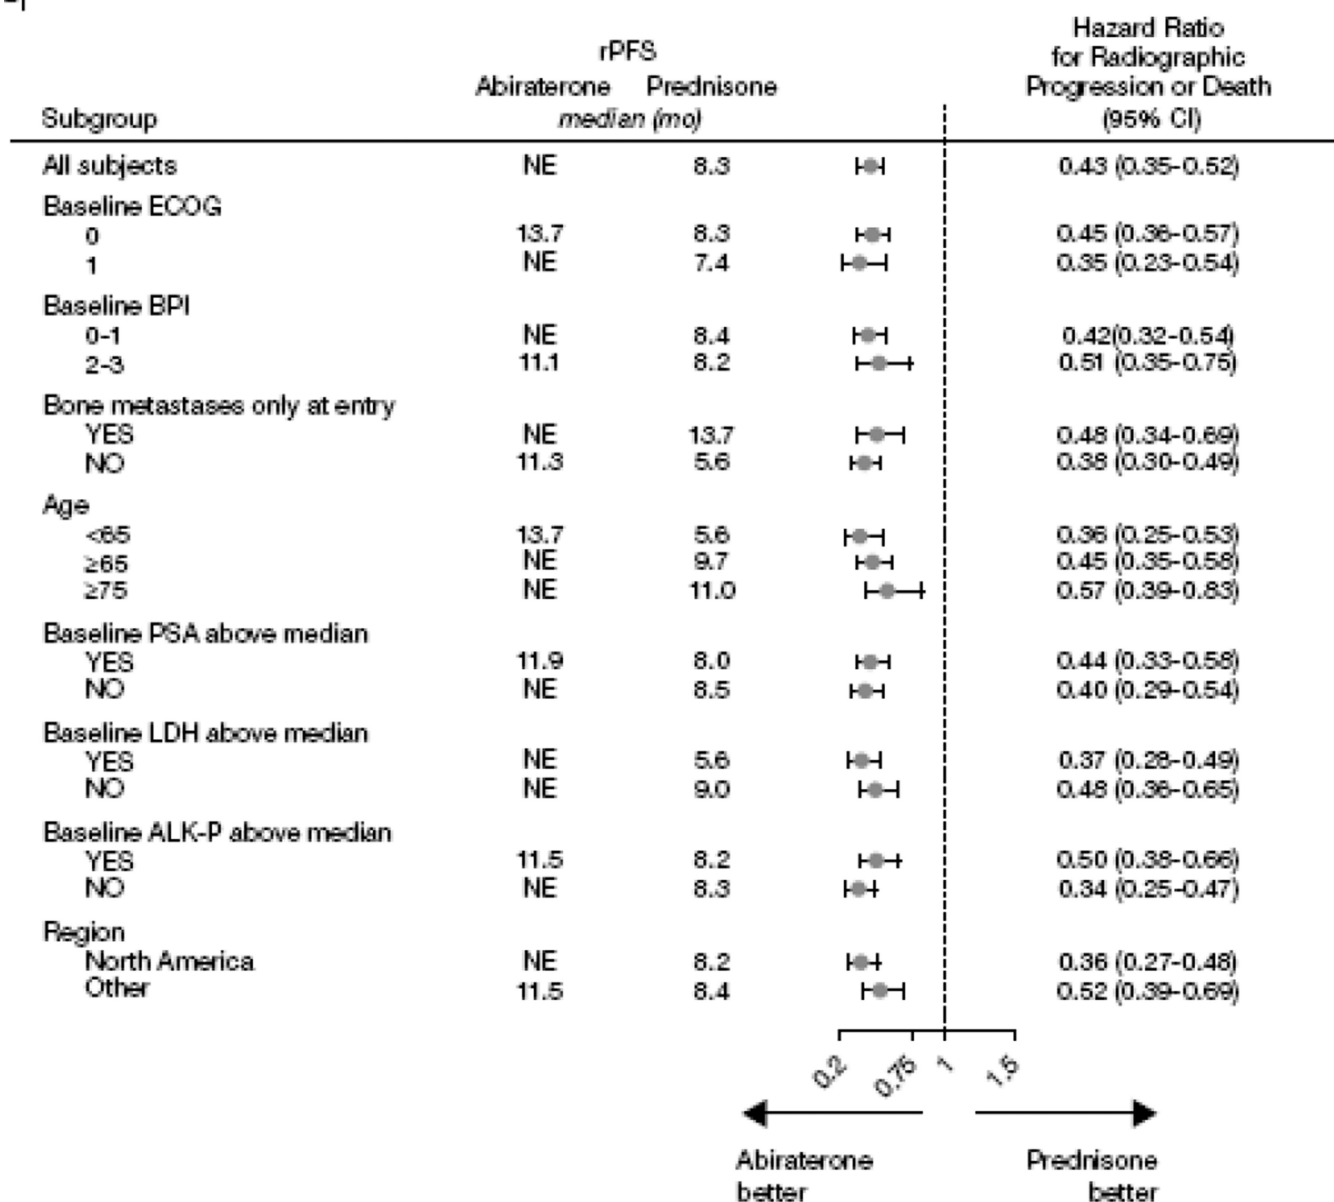 Hazard Ratio
rPFS for Radiographic
Abiraterone Prednisone Progression or Death
Subgroup median (mo) (95% CI)
All subjects NE 8.3 0.43 (0.35-0.52)
Baseline ECOG
0 13.7 8.3 0.45 (0.36-0.57)
1 NE 7.4 0.35 (0.23-0.54)
Baseline BPI
0-1 NE 8.4 0.42(0.32-0.54)
2-3 11.1 8.2 0.51 (0.35-0.75)
Bone metastases only at entry
YES NE 13.7 0.48 (0.34-0.69)
NO 11.3 5.6 0.38 (0.30-0.49)
Age
<65 13.7 5.6 0.36 (0.25-0.53)
≥65 NE 9.7 0.45 (0.35-0.58)
≥75 NE 11.0 0.57 (0.39-0.83)
Baseline PSA above median
YES 11.9 8.0 0.44 (0.33-0.58)
NO NE 8.5 0.40 (0.29-0.54)
Baseline LDH above median
YES NE 5.6 0.37 (0.28-0.49)
NO NE 9.0 0.48 (0.36-0.65)
Baseline ALK-P above median
YES 11.5 8.2 0.50 (0.38-0.66)
NO NE 8.3 0.34 (0.25-0.47)
Region
North America NE 8.2 0.36 (0.27-0.48)
Other 11.5 8.4 0.52 (0.39-0.69)
0.2 0.75 1 1.5
Abiraterone Prednisone
better better